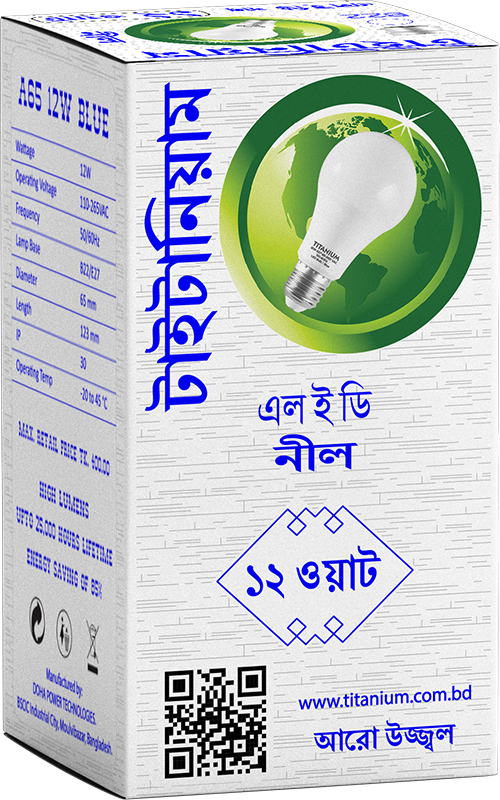 A65 12W BLUE
Wattage 12W
Operating Voltage 110-265VAC
Frequency 50/60Hz
Lamp Base B22/E27
Diameter 65 mm
Length 123 mm
IP 30
Operating Temp -20 to 45 °C
MAX. RETAIL PRICE TK. 400.00
HIGH LUMENS
UPTO 25,000 HOURS LIFETIME
ENERGY SAVING OF 85%
Manufactured by:
DOHA POWER TECHNOLOGIES.
BSCIC Industrial City, Moulvibazar, Bangladesh.
টাইটানিয়াম
TITANIUM
এল ই ডি
নীল
১২ ওয়াট
www.titanium.com.bd
আরো উজ্জ্বল